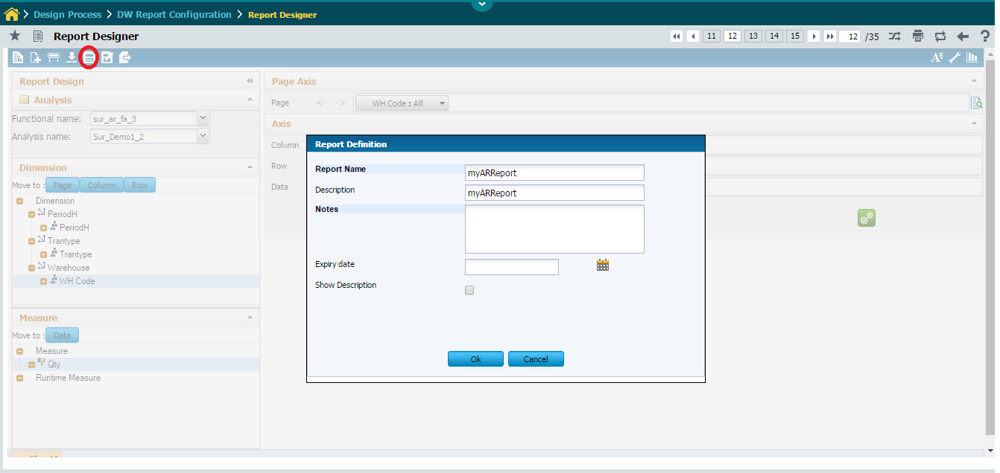 Design Process > DW Report Configuration > Report Designer
Report Designer
11 12 13 14 15 12 /35 ?
Report Design
Analysis
Functional name: sur_ar_fa_3
Analysis name: Sur_Demo1_2
Dimension
Move to : Page Column Row
Dimension
PeriodH
PeriodH
Trantype
Trantype
Warehouse
WH Code
Measure
Move to : Data
Measure
Qty
Runtime Measure
Page Axis
Page <- -> WH Code : All
Axis
Column
Row
Data
Report Definition
Report Name myARReport
Description myARReport
Notes
Expiry date
Show Description
Ok Cancel